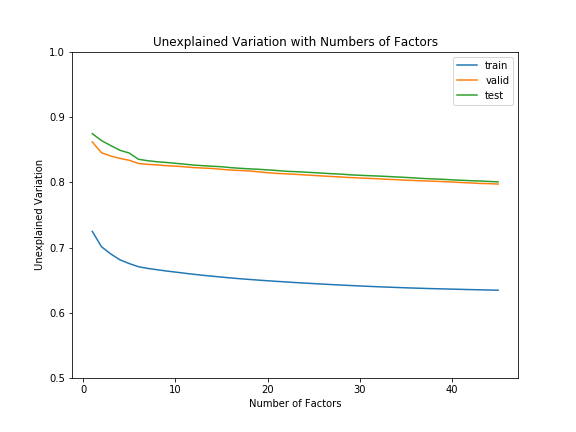 Unexplained Variation with Numbers of Factors
1.0
0.9
0.8
0.7
0.6
0.5
Unexplained Variation
train
valid
test
0
10
20
30
40
Number of Factors